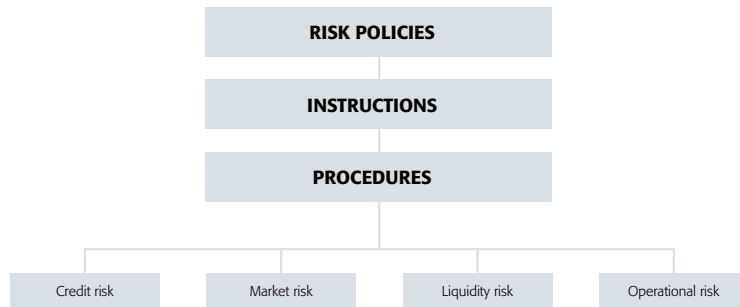 RISK POLICIES
INSTRUCTIONS
PROCEDURES
Credit risk
Market risk
Liquidity risk
Operational risk